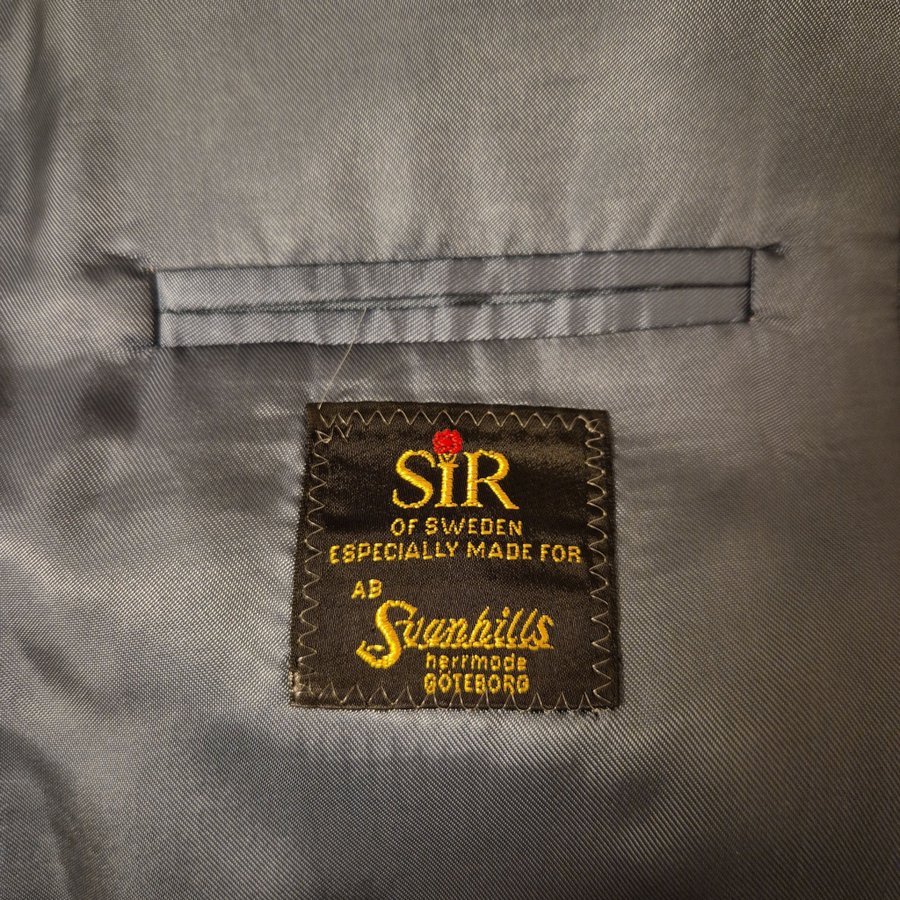 SiR
OF SWEDEN
ESPECIALLY MADE FOR
AB
Svanhills
herrmode
GÖTEBORG